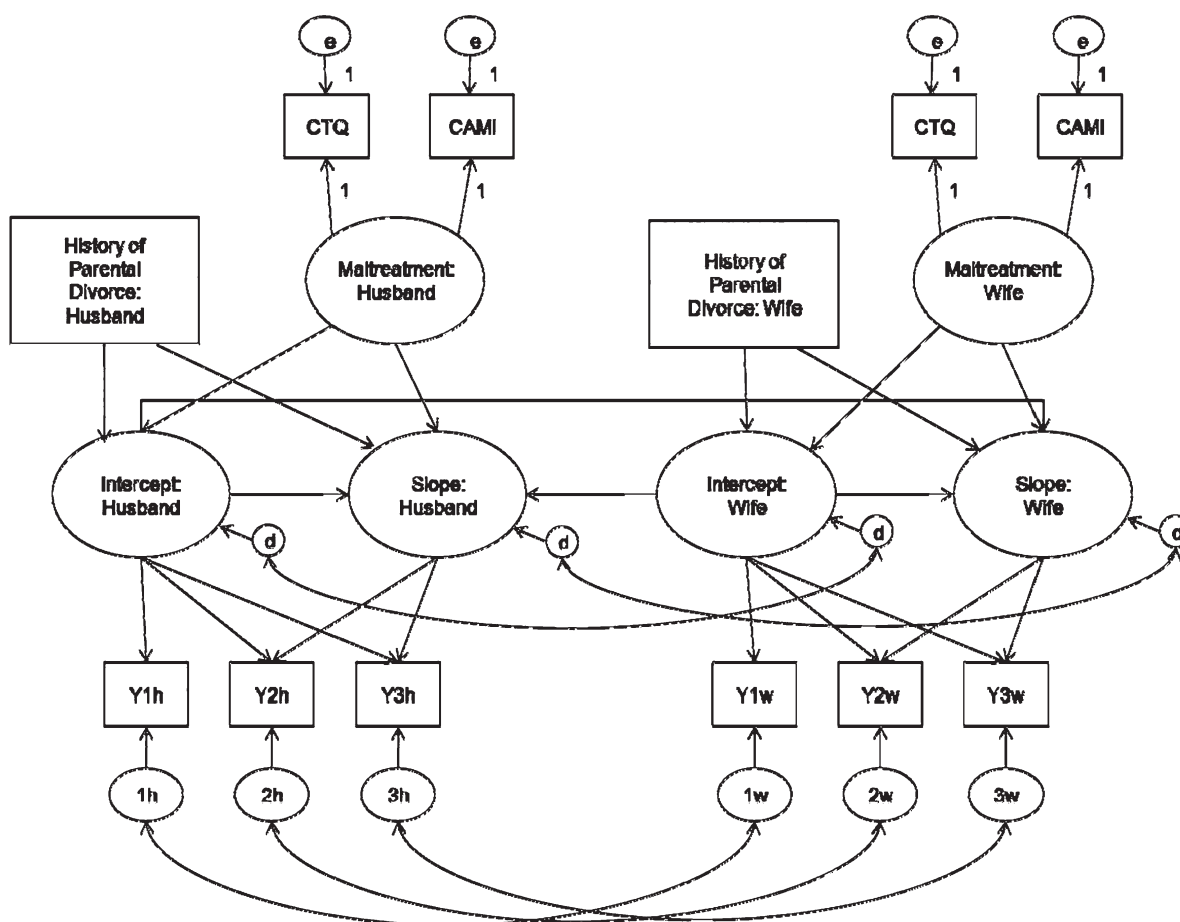 e
e
e
e
1
1
1
1
CTQ
CAMI
CTQ
CAMI
1
1
1
1
History of
Parental
Divorce:
Husband
Maltreatment:
Husband
History of
Parental
Divorce: Wife
Maltreatment:
Wife
Intercept:
Husband
Slope:
Husband
Intercept:
Wife
Slope:
Wife
d
d
d
d
Y1h
Y2h
Y3h
Y1w
Y2w
Y3w
1h
2h
3h
1w
2w
3w